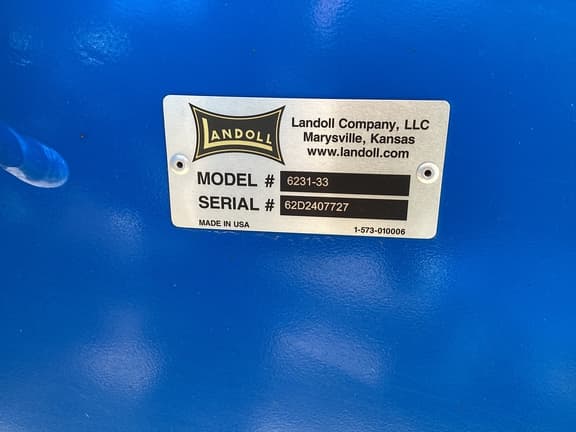 LANDOLL
Landoll Company, LLC
Marysville, Kansas
www.landoll.com
MODEL # 6231-33
SERIAL # 62D2407727
MADE IN USA 1-573-010006